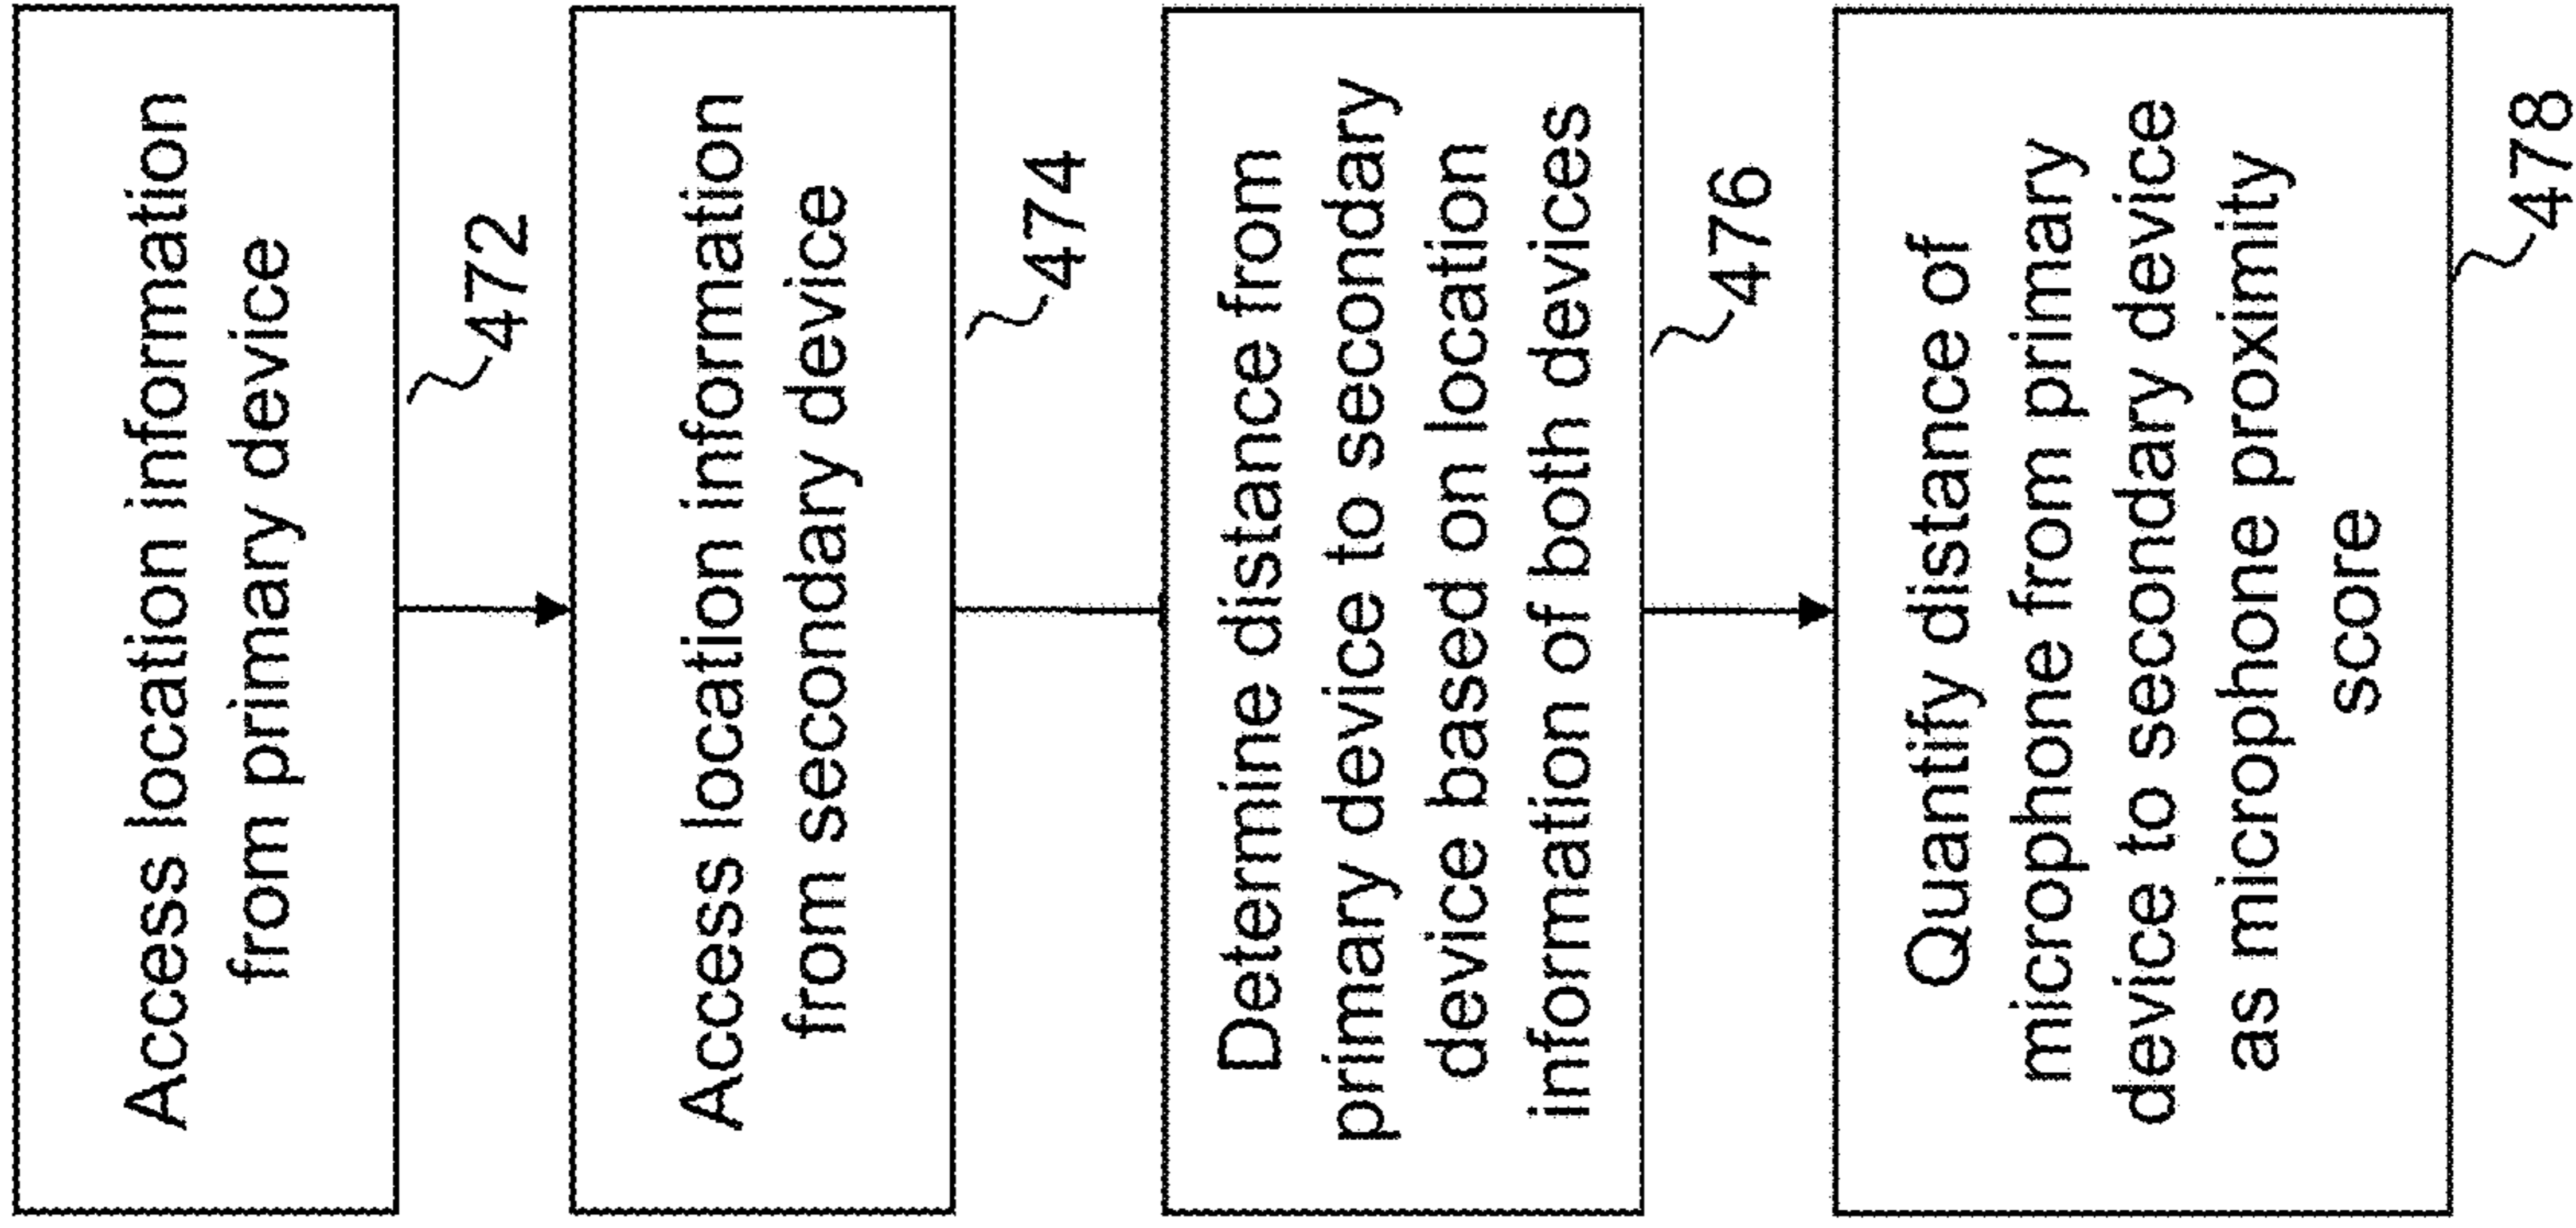 Access location information
from primary device
472
Access location information
from secondary device
474
Determine distance from
primary device to secondary
device based on location
information of both devices
476
Quantify distance of
microphone from primary
device to secondary device
as microphone proximity
score
478